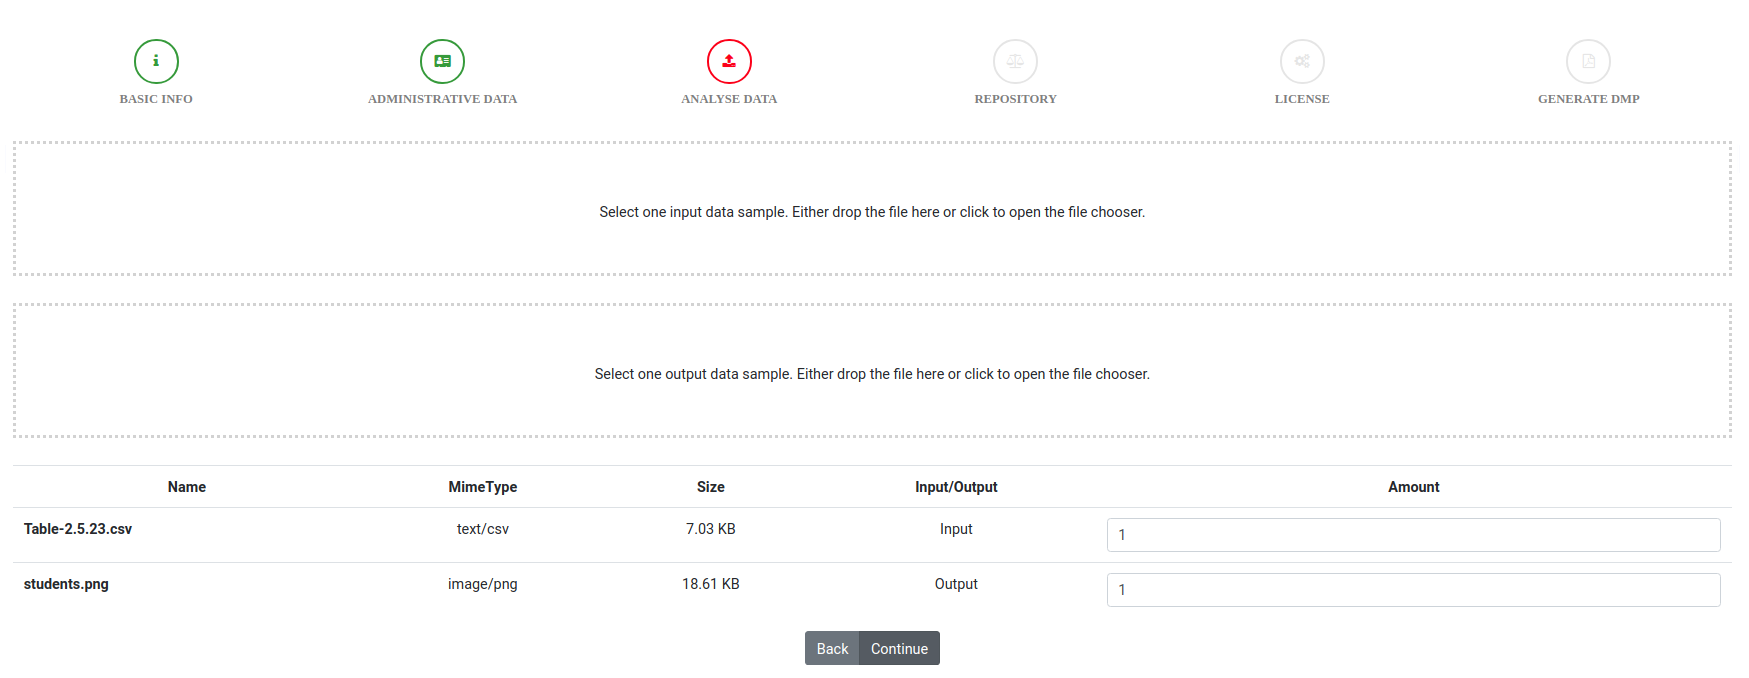 BASIC INFO ADMINISTRATIVE DATA ANALYSE DATA REPOSITORY LICENSE GENERATE DMP
Select one input data sample. Either drop the file here or click to open the file chooser.
Select one output data sample. Either drop the file here or click to open the file chooser.
Name MimeType Size Input/Output Amount
Table-2.5.23.csv text/csv 7.03 KB Input 1
students.png image/png 18.61 KB Output 1
Back Continue